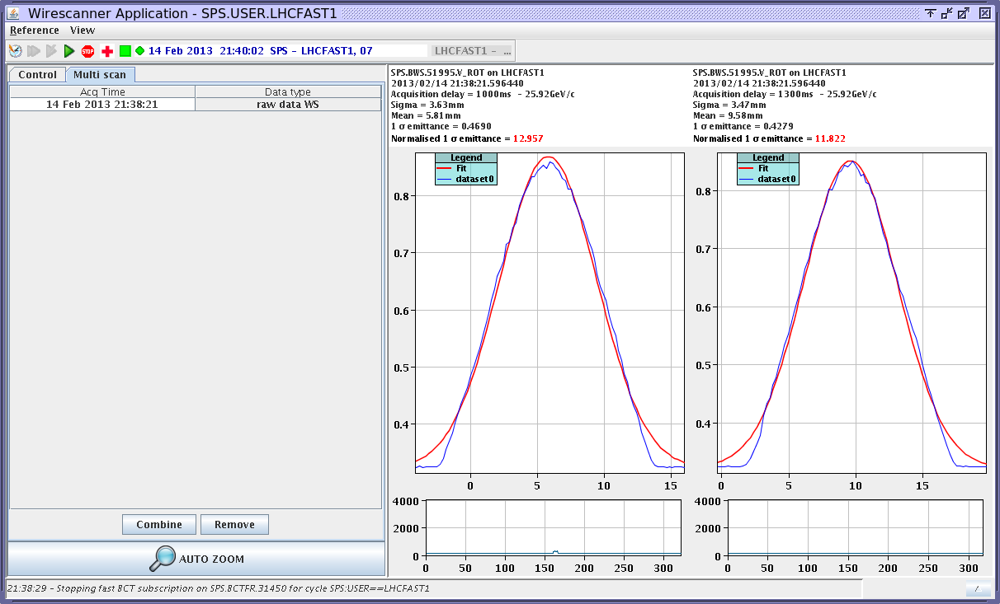 Wirescanner Application - SPS.USER.LHCFAST1
Reference View
STOP 14 Feb 2013 21:40:02 SPS - LHCFAST1, 07 LHCFAST1 - ...
Control Multi scan
Acq Time Data type
14 Feb 2013 21:38:21 raw data WS
Combine Remove
AUTO ZOOM
SPS.BWS.51995.V_ROT on LHCFAST1
2013/02/14 21:38:21.596440
Acquisition delay = 1000ms - 25.92GeV/c
Sigma = 3.63mm
Mean = 5.81mm
1 σ emittance = 0.4690
Normalised 1 σ emittance = 12.957
Legend
Fit
dataset0
0.8
0.7
0.6
0.5
0.4
0 5 10 15
4000
2000
0
0 50 100 150 200 250 300
SPS.BWS.51995.V_ROT on LHCFAST1
2013/02/14 21:38:21.596440
Acquisition delay = 1300ms - 25.92GeV/c
Sigma = 3.47mm
Mean = 9.58mm
1 σ emittance = 0.4279
Normalised 1 σ emittance = 11.822
Legend
Fit
dataset0
0.8
0.7
0.6
0.5
0.4
0 5 10 15
4000
2000
0
0 50 100 150 200 250 300
21:38:29 - Stopping fast BCT subscription on SPS.BCTFR.31450 for cycle SPS:USER==LHCFAST1